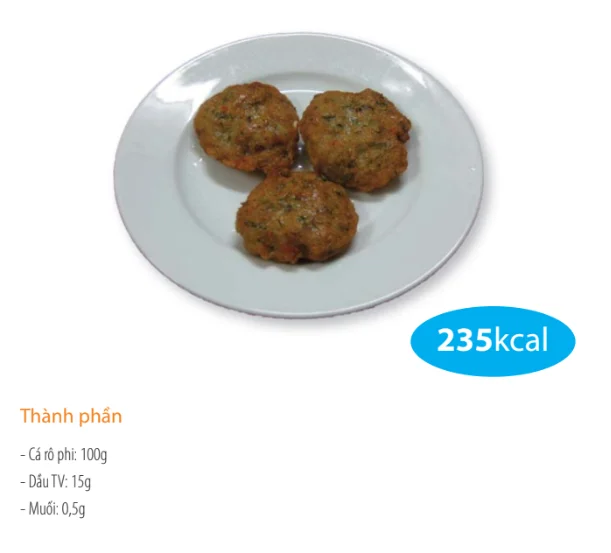 235kcal
Thành phần
- Cá rô phi: 100g
- Dầu TV: 15g
- Muối: 0,5g